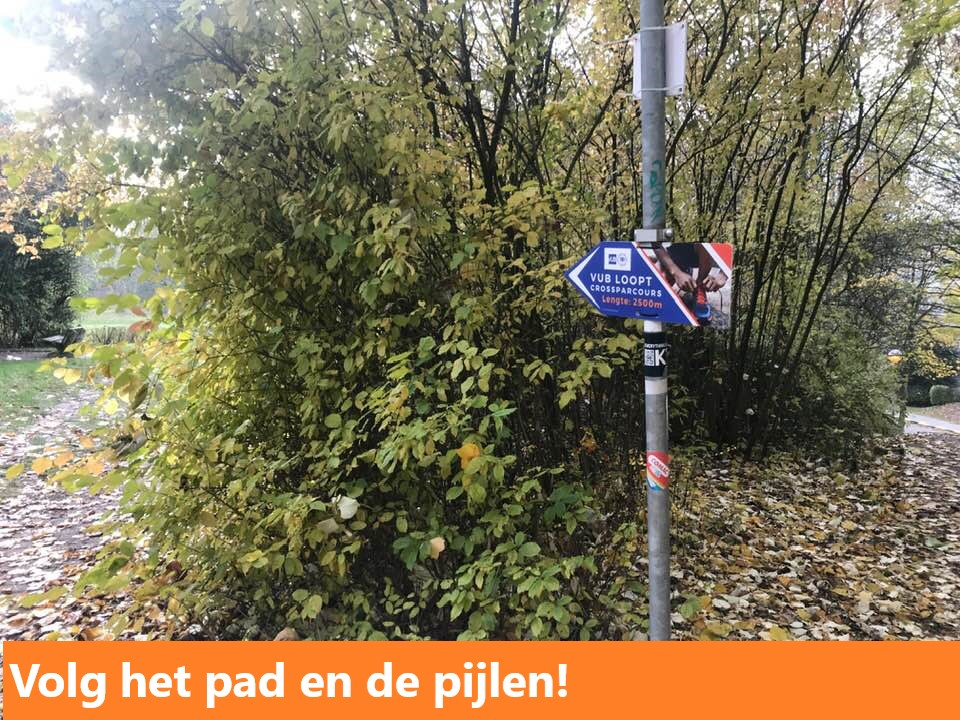 VUB LOOPT
CROSSPARCOURS
Lengte: 2500m
Volg het pad en de pijlen!